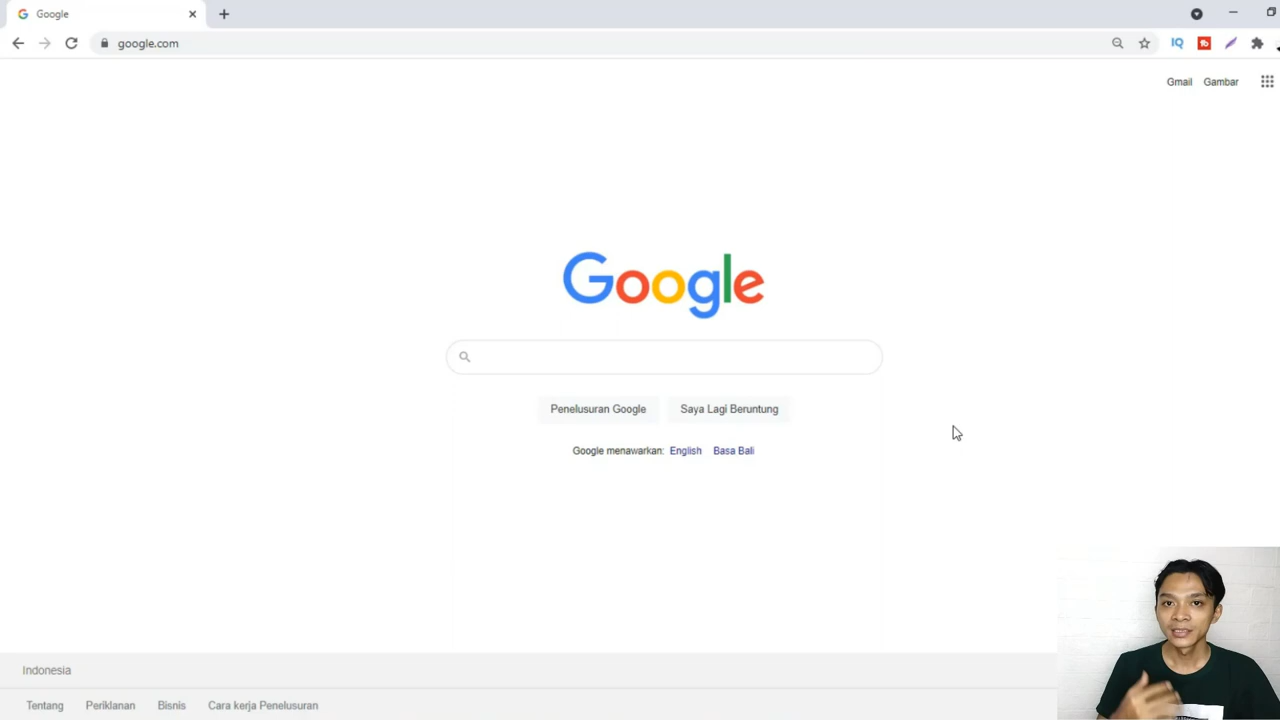 Google
google.com
IQ
Gmail Gambar
Google
Penelusuran Google Saya Lagi Beruntung
Google menawarkan: English Basa Bali
Indonesia
Tentang Periklanan Bisnis Cara kerja Penelusuran